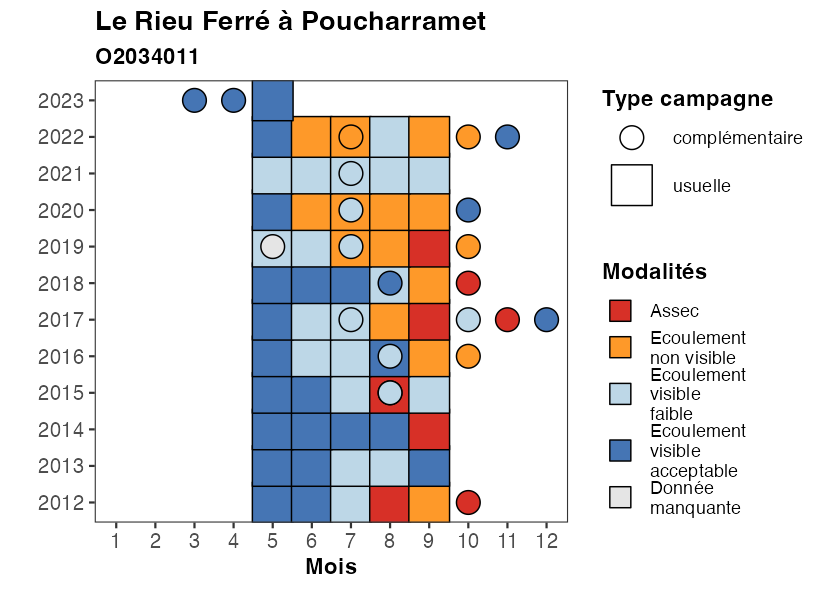 Le Rieu Ferré à Poucharramet
O2034011
2023
2022
2021
2020
2019
2018
2017
2016
2015
2014
2013
2012
1 2 3 4 5 6 7 8 9 10 11 12
Mois
Type campagne
complémentaire
usuelle
Modalités
Assec
Ecoulement
non visible
Ecoulement
visible
faible
Ecoulement
visible
acceptable
Donnée
manquante